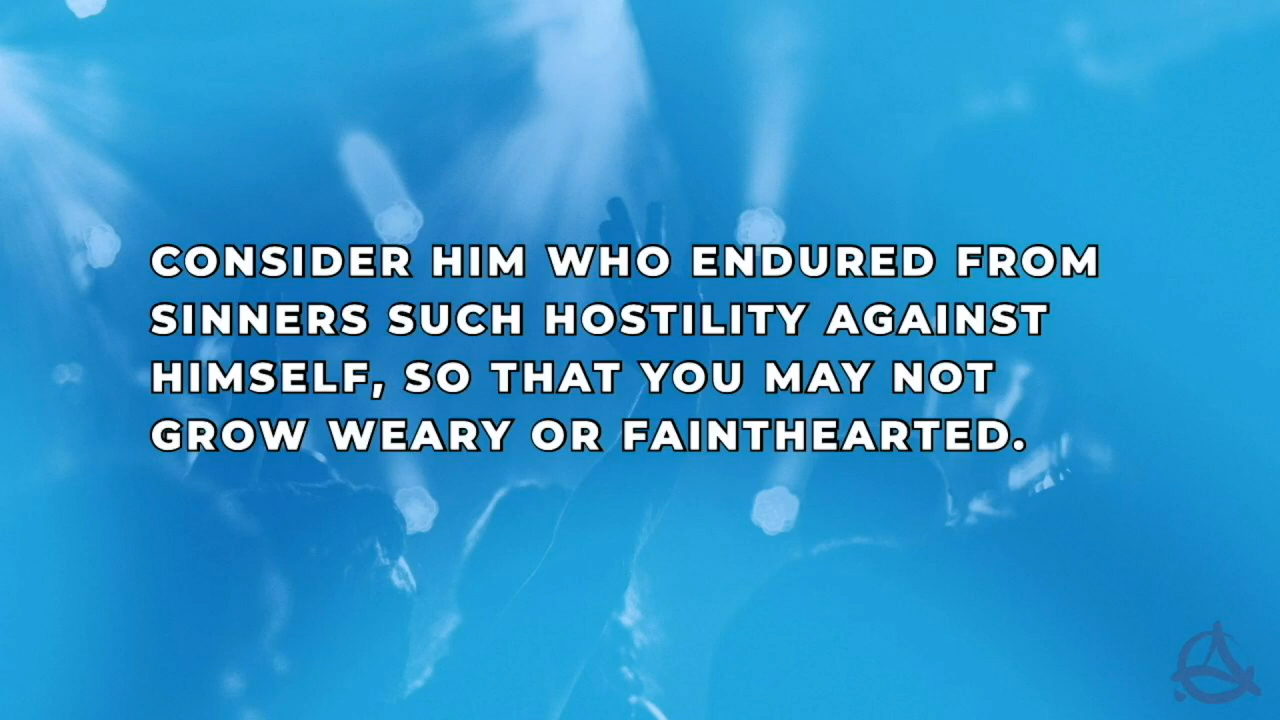 CONSIDER HIM WHO ENDURED FROM
SINNERS SUCH HOSTILITY AGAINST
HIMSELF, SO THAT YOU MAY NOT
GROW WEARY OR FAINTHEARTED.